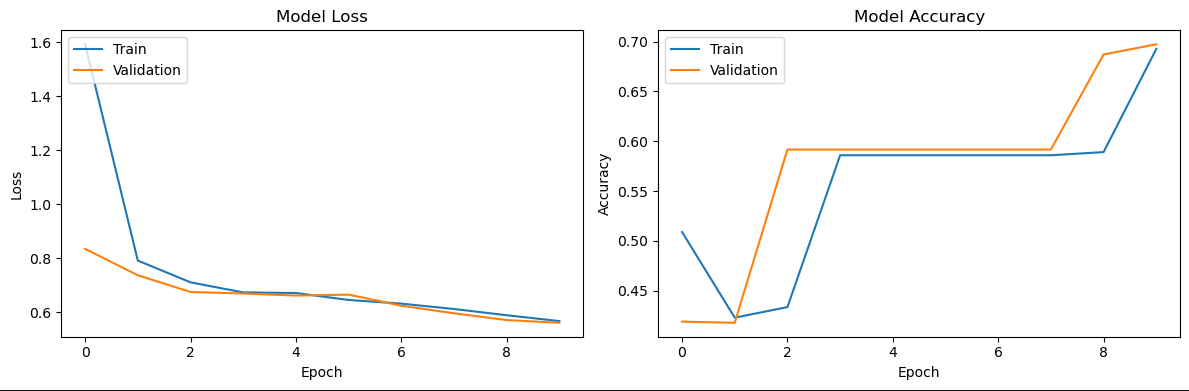 Model Loss
1.6
1.4
1.2
1.0
0.8
0.6
Loss
Train
Validation
0 2 4 6 8
Epoch
Model Accuracy
0.70
0.65
0.60
0.55
0.50
0.45
Accuracy
Train
Validation
0 2 4 6 8
Epoch